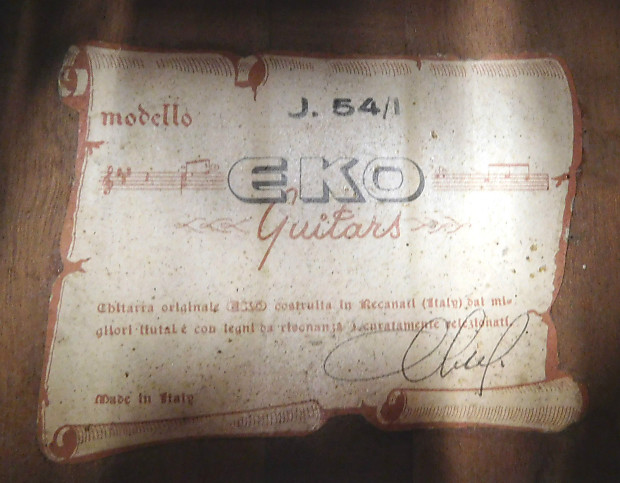 modello J. 54/1
EKO
Guitars
Chitarra originale EKO costruita in Recanati (Italy) dai mi-
gliori liutai e con legni da risonanza accuratamente selezionati
Made in Italy